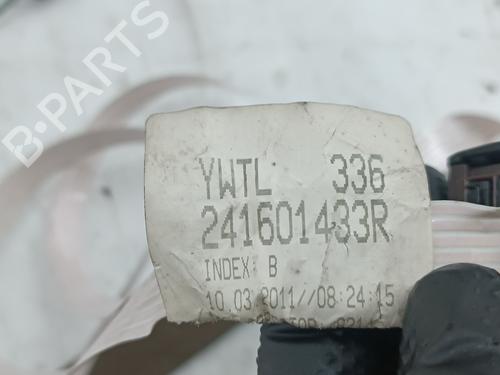 B-PARTS
YWTL 336
241601433R
INDEX: B
10.03.2011//08:24:15